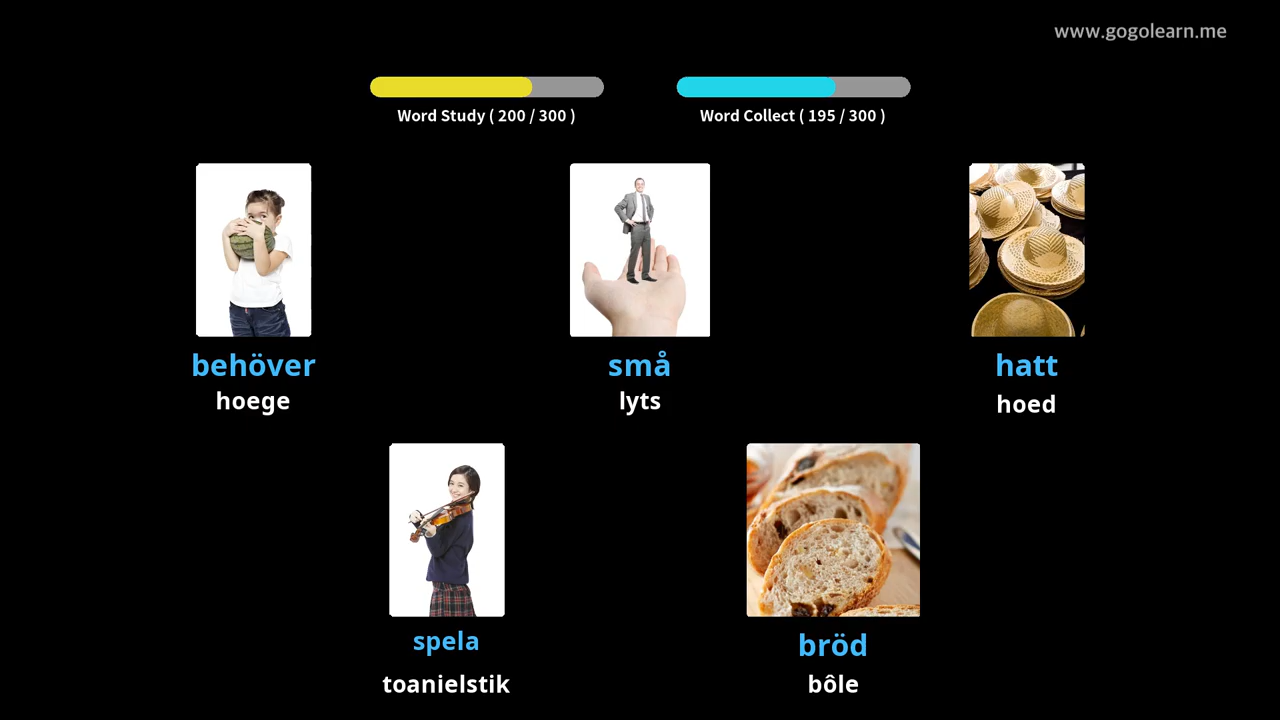 www.gogolearn.me
Word Study ( 200 / 300 )
Word Collect ( 195 / 300 )
behöver
hoege
små
lyts
hatt
hoed
spela
toanielstik
bröd
bôle